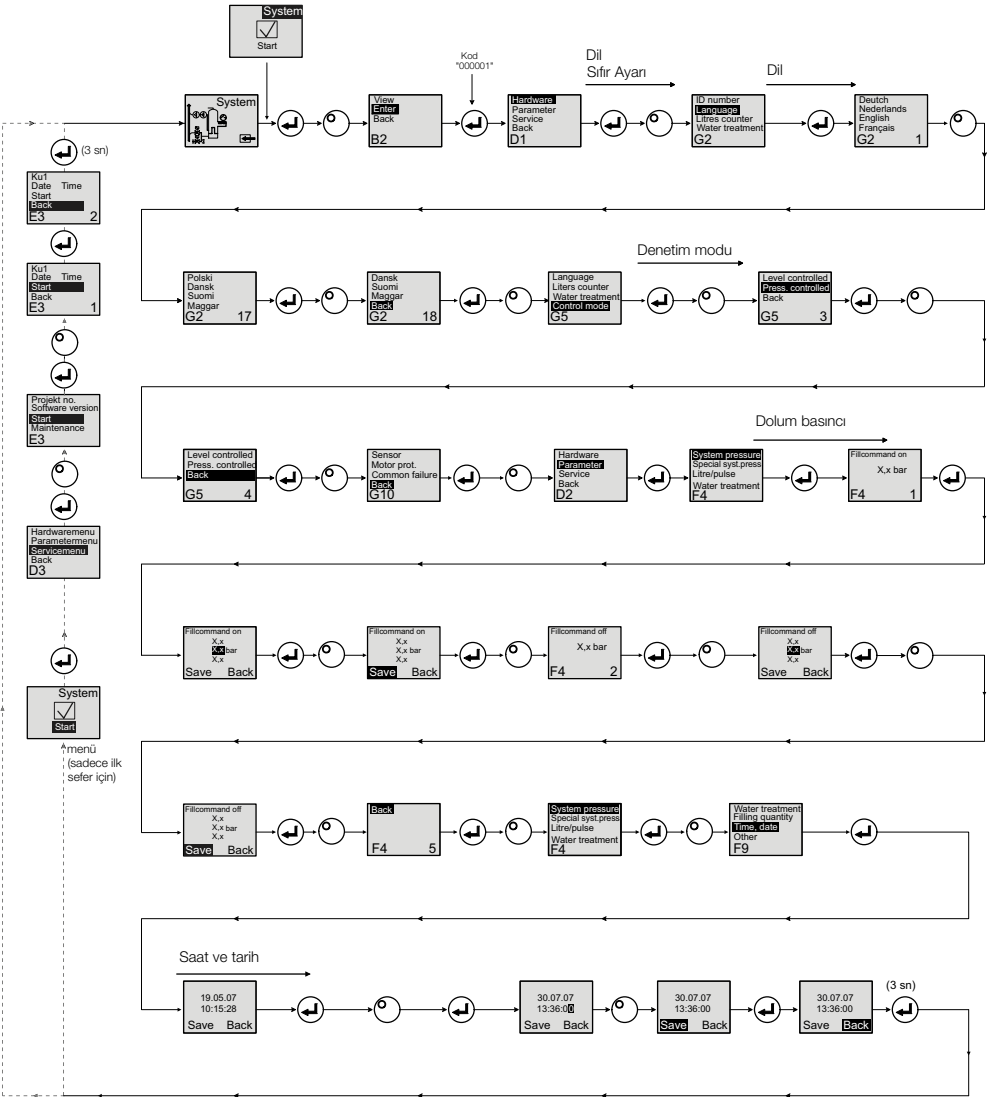 System
Start
Kod
"000001"
Dil
Sıfır Ayarı
Dil
System
View
Enter
Back
B2
Hardware
Parameter
Service
Back
D1
ID number
Language
Litres counter
Water treatment
G2
Deutch
Nederlands
English
Français
G2 1
(3 sn)
Ku1
Date Time
Start
Back
E3 2
Ku1
Date Time
Start
Back
E3 1
Projekt no.
Software version
Start
Maintenance
E3
Hardwaremenu
Parametermenu
Servicemenu
Back
D3
System
Start
menü
(sadece ilk
sefer için)
Polski
Dansk
Suomi
Maggar
G2 17
Dansk
Suomi
Maggar
Back
G2 18
Language
Liters counter
Water treatment
Control mode
G5
Denetim modu
Level controlled
Press. controlled
Back
G5 3
Level controlled
Press. controlled
Back
G5 4
Sensor
Motor prot.
Common failure
Back
G10
Hardware
Parameter
Service
Back
D2
Dolum basıncı
System pressure
Special syst.press
Litre/pulse
Water treatment
F4
Fillcommand on
X,x bar
F4 1
Fillcommand on
X,x
X,x bar
X,x
Save Back
Fillcommand on
X,x
X,x bar
X,x
Save Back
Fillcommand off
X,x bar
F4 2
Fillcommand off
X,x
X,x bar
X,x
Save Back
Fillcommand off
X,x
X,x bar
X,x
Save Back
Back
F4 5
System pressure
Special syst.press
Litre/pulse
Water treatment
F4
Water treatment
Filling quantity
Time, date
Other
F9
Saat ve tarih
19.05.07
10:15:28
Save Back
30.07.07
13:36:00
Save Back
30.07.07
13:36:00
Save Back
30.07.07
13:36:00
Save Back
(3 sn)